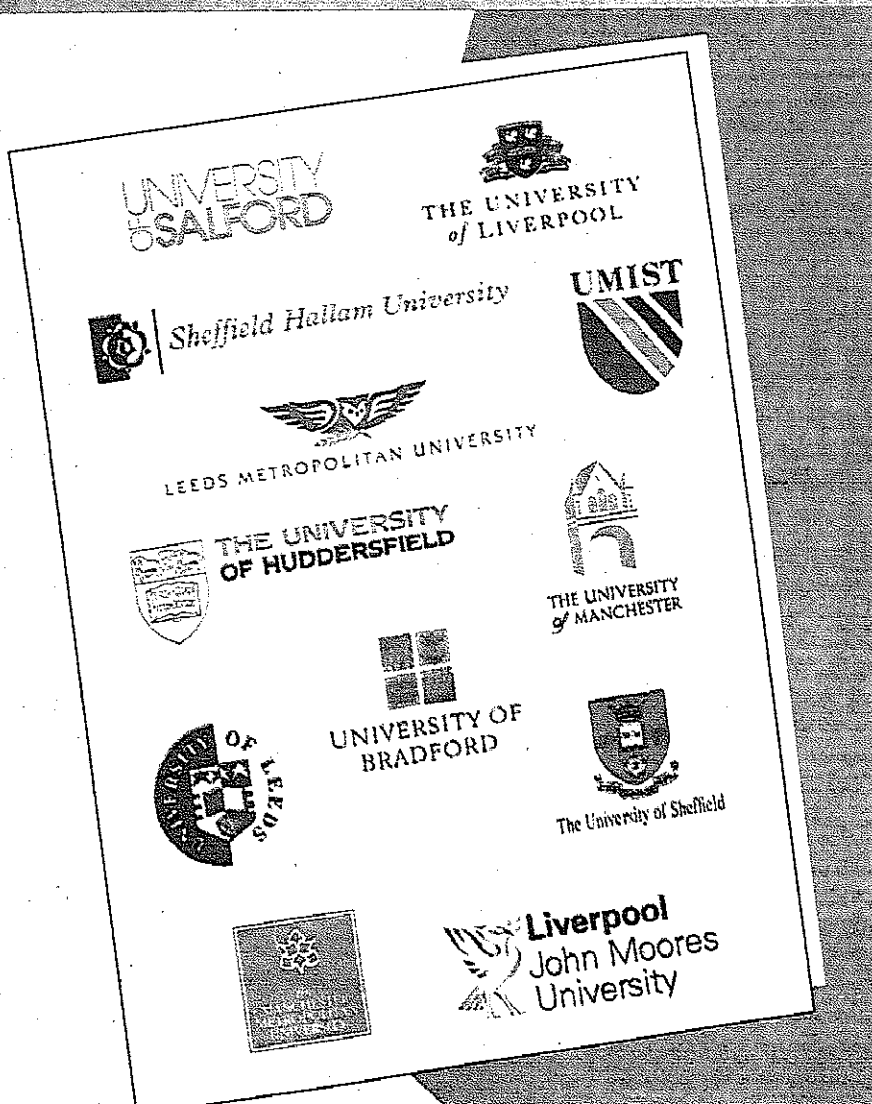 UNIVERSITY
OF SALFORD
THE UNIVERSITY
of LIVERPOOL
Sheffield Hallam University
UMIST
LEEDS METROPOLITAN UNIVERSITY
THE UNIVERSITY
OF HUDDERSFIELD
THE UNIVERSITY
of MANCHESTER
UNIVERSITY OF
BRADFORD
UNIVERSITY OF LEEDS
The University of Sheffield
Liverpool
John Moores
University